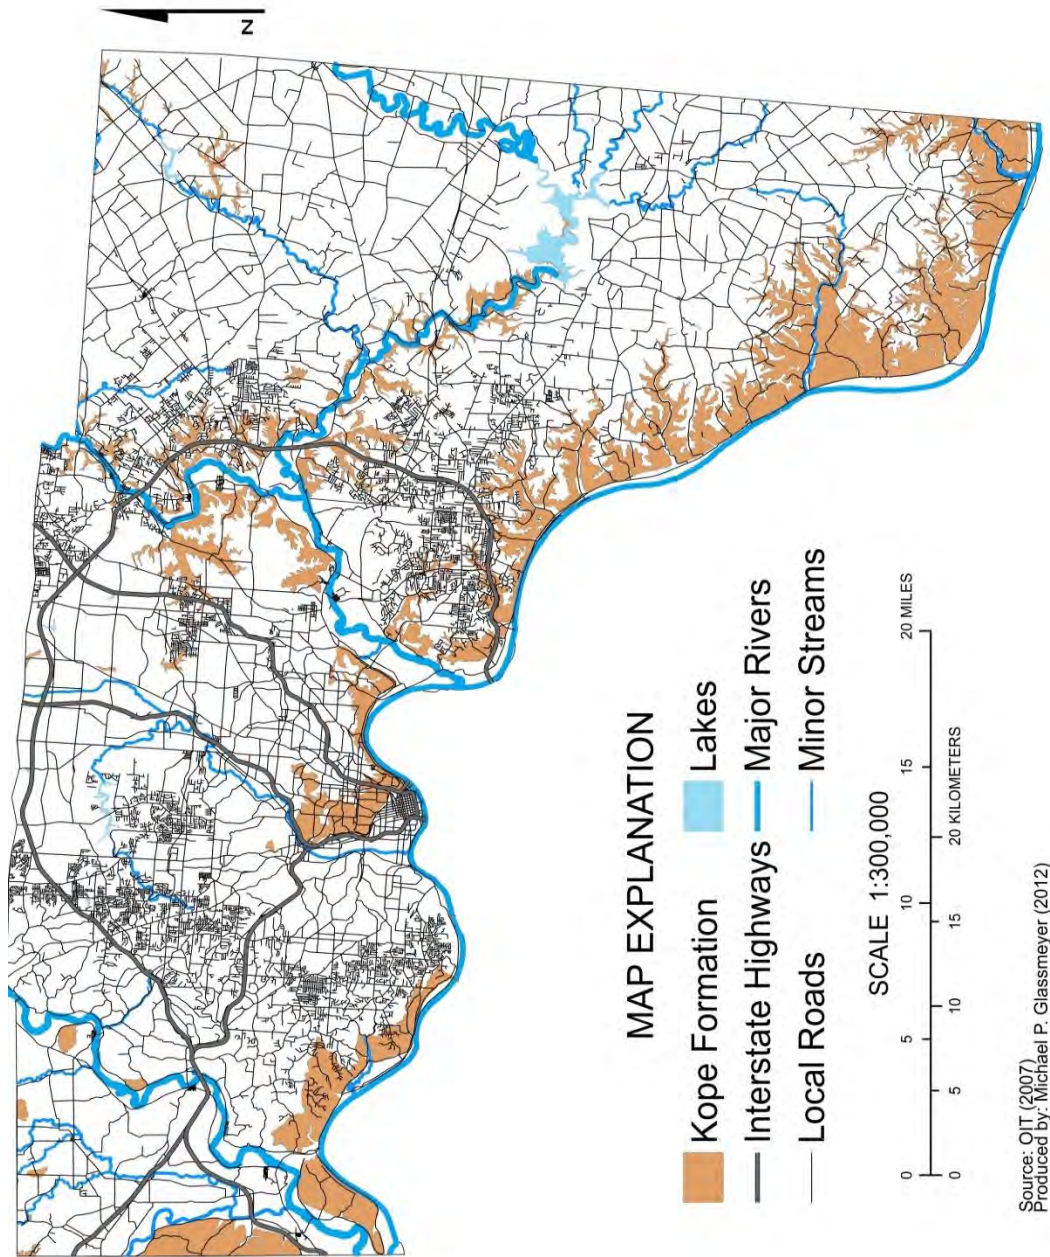 N
MAP EXPLANATION
Kope Formation Lakes
Interstate Highways Major Rivers
Local Roads Minor Streams
SCALE 1:300,000
0 5 10 15 20 MILES
0 5 10 15 20 KILOMETERS
Source: OIT (2007)
Produced by: Michael P. Glassmeyer (2012)